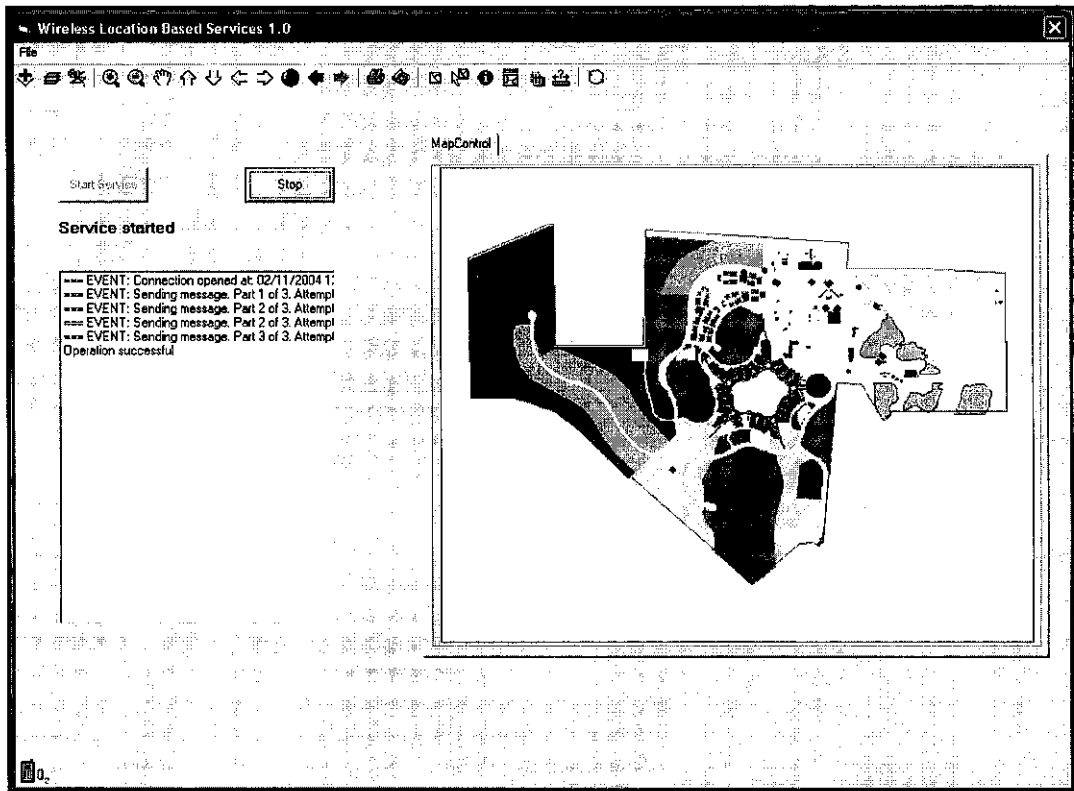 Wireless Location Based Services 1.0
File
MapControl
Start Service
Stop
Service started
EVENT: Connection opened at: 02/11/2004 1:
EVENT: Sending message. Part 1 of 3. Attempt
EVENT: Sending message. Part 2 of 3. Attempt
EVENT: Sending message. Part 2 of 3. Attempt
EVENT: Sending message. Part 3 of 3. Attempt
Operation successful
O2